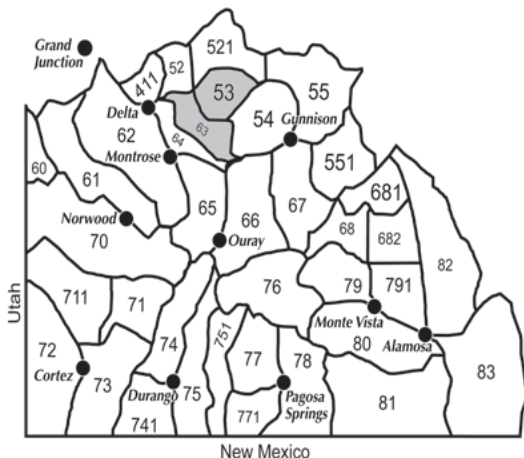 Grand
Junction
521
52
411
53
55
Delta
63
54
Gunnison
62
64
Montrose
551
60
61
681
65
66
67
68
682
Norwood
70
Ouray
82
76
79
791
711
71
Utah
751
Monte Vista
Alamosa
72
74
77
78
80
83
Cortez
73
Durango
75
Pagosa
Springs
81
741
771
New Mexico